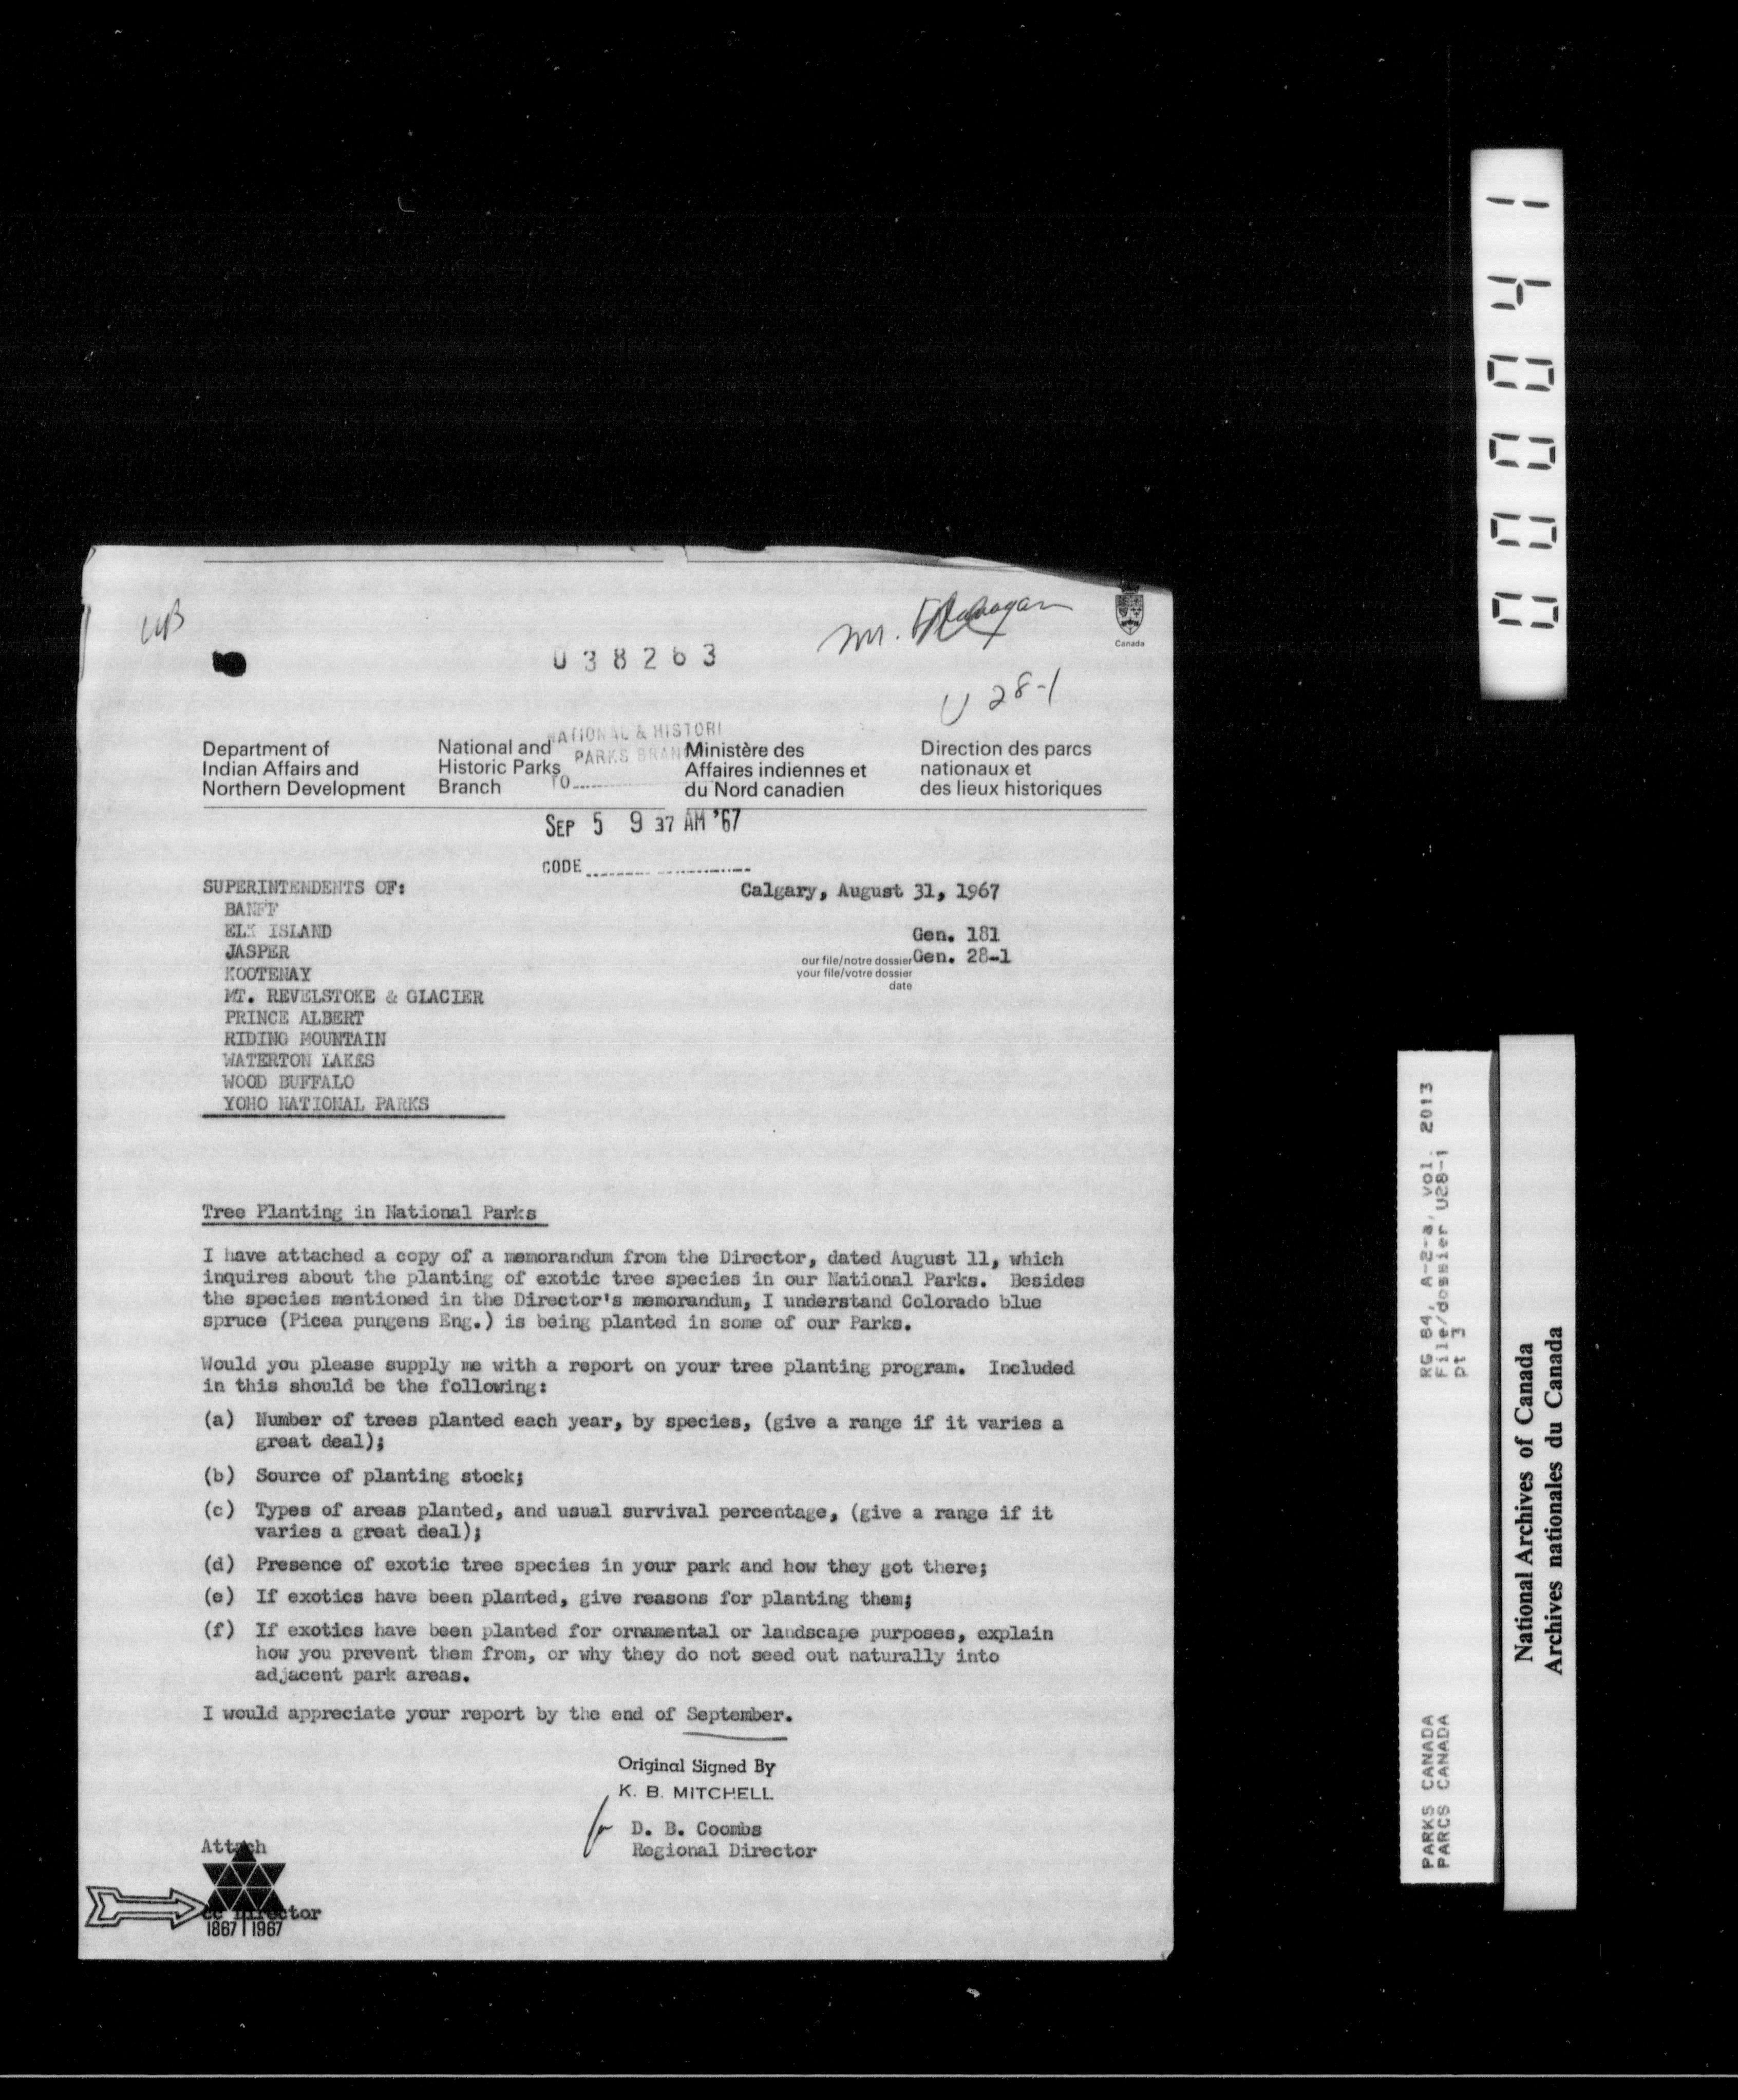 WB
Mr. Flanagan
Canada
038263
U 28-1
NATIONAL & HISTORI
PARKS BRAN
TO
Department of
Indian Affairs and
Northern Development
National and
Historic Parks
Branch
Ministère des
Affaires indiennes et
du Nord canadien
Direction des parcs
nationaux et
des lieux historiques
SEP 5 9 37 AM '67
CODE
SUPERINTENDENTS OF:
BANFF
ELK ISLAND
JASPER
KOOTENAY
MT. REVELSTOKE & GLACIER
PRINCE ALBERT
RIDING MOUNTAIN
WATERTON LAKES
WOOD BUFFALO
YOHO NATIONAL PARKS
Calgary, August 31, 1967
Gen. 181
our file/notre dossier Gen. 28-1
your file/votre dossier
date
Tree Planting in National Parks
I have attached a copy of a memorandum from the Director, dated August 11, which
inquires about the planting of exotic tree species in our National Parks. Besides
the species mentioned in the Director's memorandum, I understand Colorado blue
spruce (Picea pungens Eng.) is being planted in some of our Parks.
Would you please supply me with a report on your tree planting program. Included
in this should be the following:
(a) Number of trees planted each year, by species, (give a range if it varies a
great deal);
(b) Source of planting stock;
(c) Types of areas planted, and usual survival percentage, (give a range if it
varies a great deal);
(d) Presence of exotic tree species in your park and how they got there;
(e) If exotics have been planted, give reasons for planting them;
(f) If exotics have been planted for ornamental or landscape purposes, explain
how you prevent them from, or why they do not seed out naturally into
adjacent park areas.
I would appreciate your report by the end of September.
Original Signed By
K. B. MITCHELL
for D. B. Coombs
Regional Director
Attach
cc Director
1867 1967
000041
RG 84, A-2-a, vol. 2013
File/dossier U28-1
pt 3
PARKS CANADA
PARCS CANADA
National Archives of Canada
Archives nationales du Canada